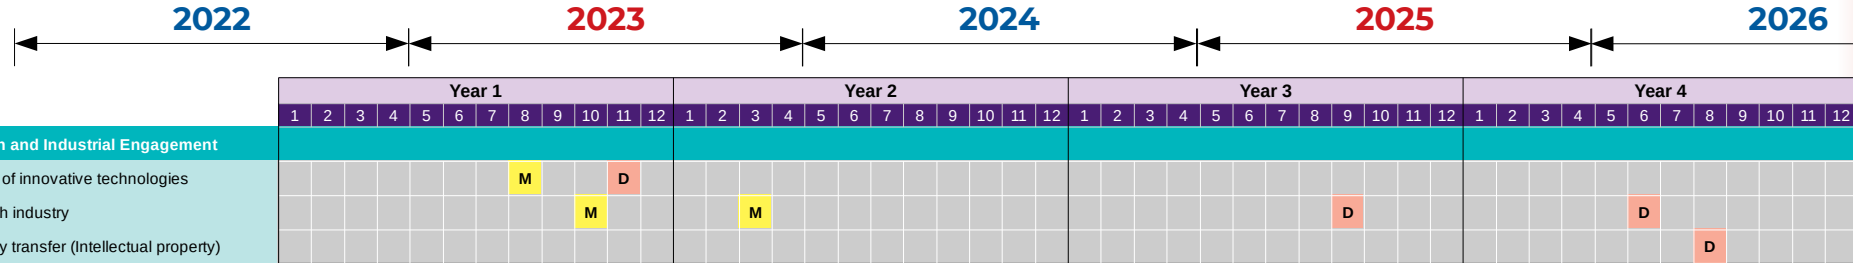 2022 2023 2024 2025 2026
Year 1 Year 2 Year 3 Year 4
1 2 3 4 5 6 7 8 9 10 11 12 1 2 3 4 5 6 7 8 9 10 11 12 1 2 3 4 5 6 7 8 9 10 11 12 1 2 3 4 5 6 7 8 9 10 11 12
and Industrial Engagement
of innovative technologies M D
industry M M D D
transfer (Intellectual property) D